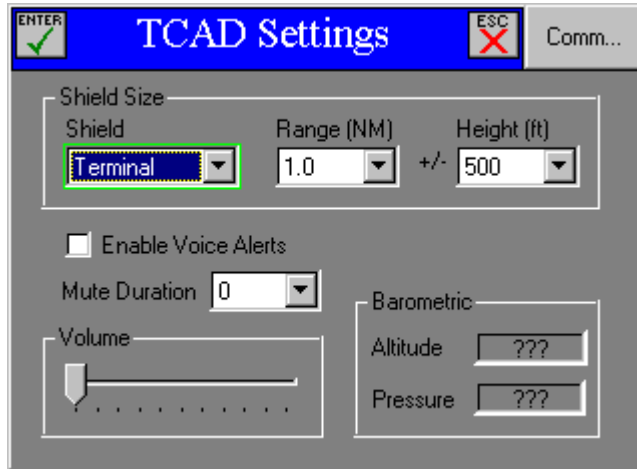 ENTER TCAD Settings ESC Comm...
Shield Size
Shield Range (NM) Height (ft)
Terminal 1.0 +/- 500
Enable Voice Alerts
Mute Duration 0
Barometric
Volume
Altitude ???
Pressure ???